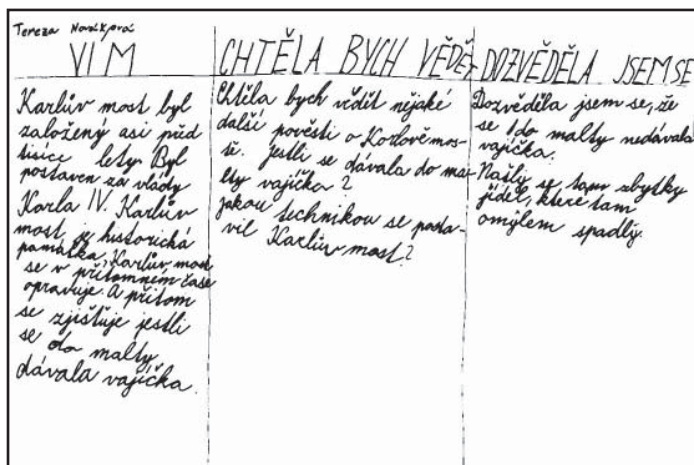 Tereza Nováková
VÍM
Karlův most byl
založený asi před
tisíce lety. Byl
postaven za vlády
Karla IV. Karlův
most je historická
památka, Karlův most
se v přítomném čase
opravuje. A přitom
se zjišťuje jestli
se do malty
dávala vajíčka.
CHTĚLA BYCH VĚDĚT
Chtěla bych vědět nějaké
další pověsti o Karlově mos-
tě. Jestli se dávala do ma-
lty vajíčka?
jakou technikou se posta-
vil Karlův most?
DOZVĚDĚLA JSEM SE
Dozvěděla jsem se, že
se do malty nedávala
vajíčka.
Našly se tam zbytky
jídel, které tam
omylem spadly.